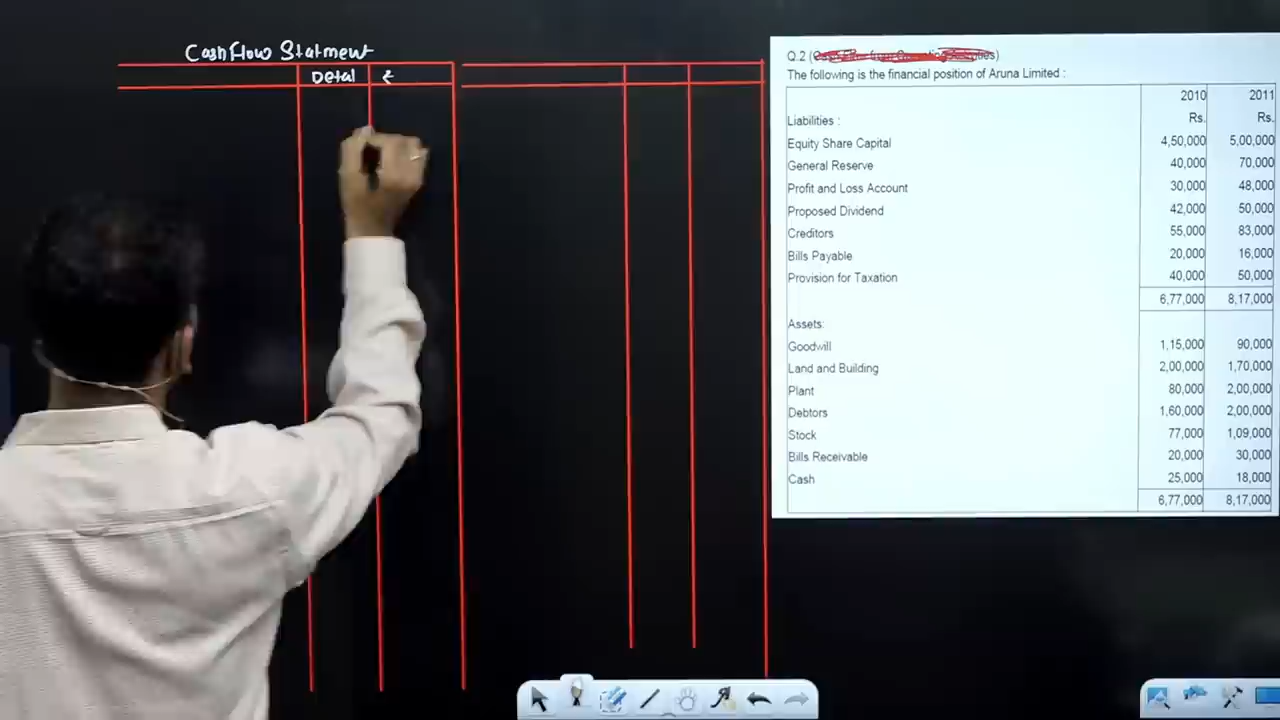 Cash Flow Statment
Detal ₹
Q.2
The following is the financial position of Aruna Limited :
2010 2011
Liabilities : Rs. Rs.
Equity Share Capital 4,50,000 5,00,000
General Reserve 40,000 70,000
Profit and Loss Account 30,000 48,000
Proposed Dividend 42,000 50,000
Creditors 55,000 83,000
Bills Payable 20,000 16,000
Provision for Taxation 40,000 50,000
6,77,000 8,17,000
Assets:
Goodwill 1,15,000 90,000
Land and Building 2,00,000 1,70,000
Plant 80,000 2,00,000
Debtors 1,60,000 2,00,000
Stock 77,000 1,09,000
Bills Receivable 20,000 30,000
Cash 25,000 18,000
6,77,000 8,17,000